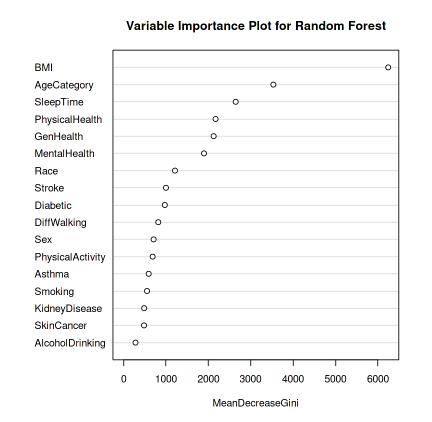 Variable Importance Plot for Random Forest
BMI
AgeCategory
SleepTime
PhysicalHealth
GenHealth
MentalHealth
Race
Stroke
Diabetic
DiffWalking
Sex
PhysicalActivity
Asthma
Smoking
KidneyDisease
SkinCancer
AlcoholDrinking
0 1000 2000 3000 4000 5000 6000
MeanDecreaseGini